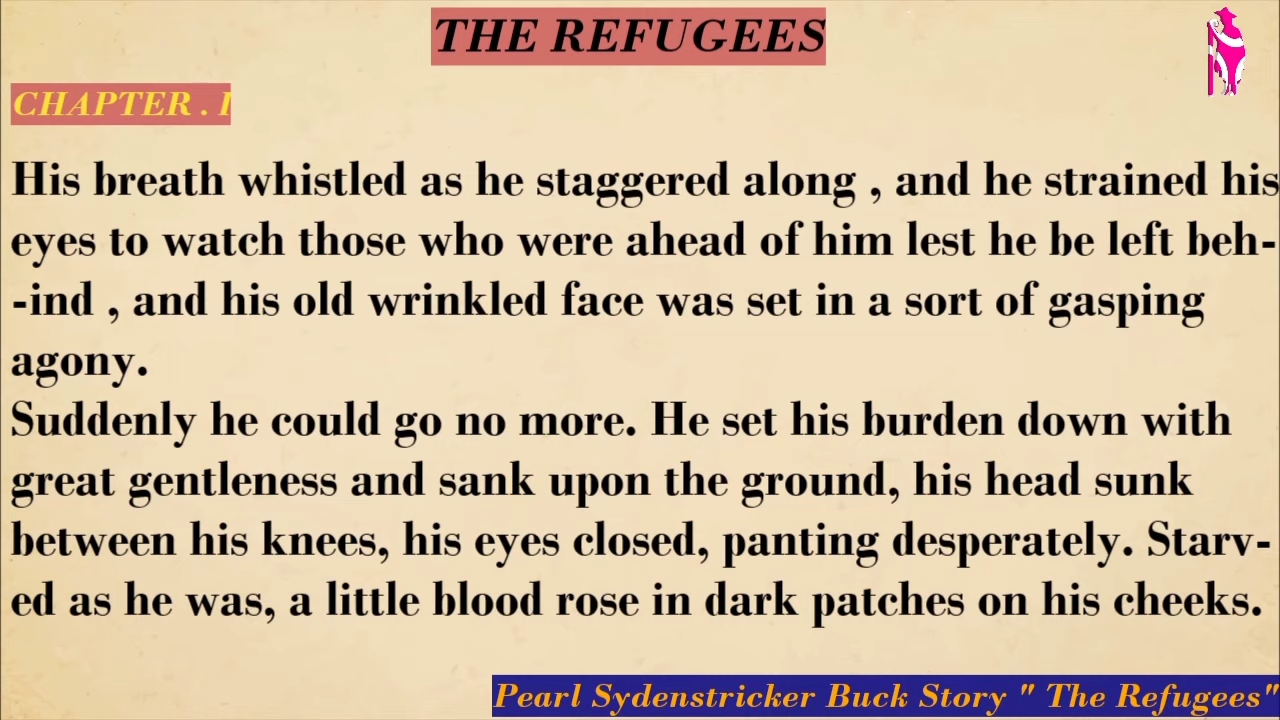 THE REFUGEES
CHAPTER . I
His breath whistled as he staggered along , and he strained his
eyes to watch those who were ahead of him lest he be left beh-
-ind , and his old wrinkled face was set in a sort of gasping
agony.
Suddenly he could go no more. He set his burden down with
great gentleness and sank upon the ground, his head sunk
between his knees, his eyes closed, panting desperately. Starv-
ed as he was, a little blood rose in dark patches on his cheeks.
Pearl Sydenstricker Buck Story " The Refugees"